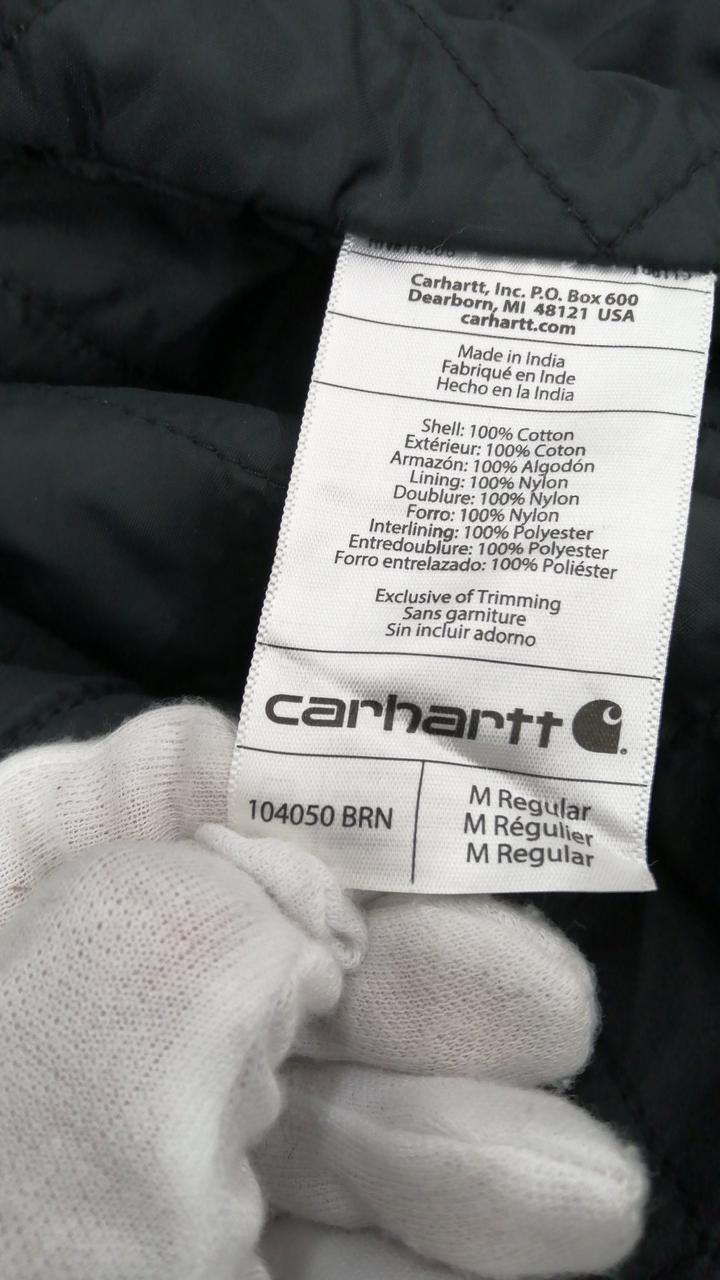 Carhartt, Inc. P.O. Box 600
Dearborn, MI 48121 USA
carhartt.com
Made in India
Fabriqué en Inde
Hecho en la India
Shell: 100% Cotton
Extérieur: 100% Coton
Armazón: 100% Algodón
Lining: 100% Nylon
Doublure: 100% Nylon
Forro: 100% Nylon
Interlining: 100% Polyester
Entredoublure: 100% Polyester
Forro entrelazado: 100% Poliéster
Exclusive of Trimming
Sans garniture
Sin incluir adorno
carhartt
104050 BRN
M Regular
M Régulier
M Regular